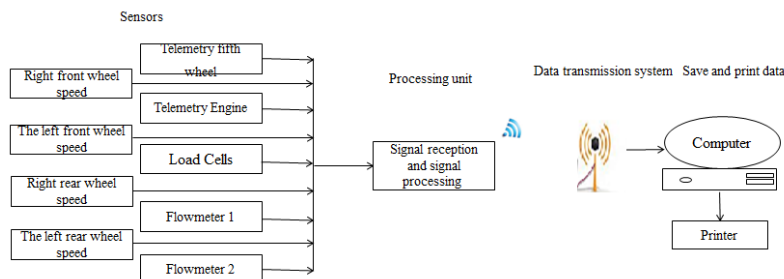 Sensors
Telemetry fifth
wheel
Right front wheel
speed
Telemetry Engine
The left front wheel
speed
Load Cells
Right rear wheel
speed
Flowmeter 1
The left rear wheel
speed
Flowmeter 2
Processing unit
Signal reception
and signal
processing
Data transmission system
Save and print data
Computer
Printer